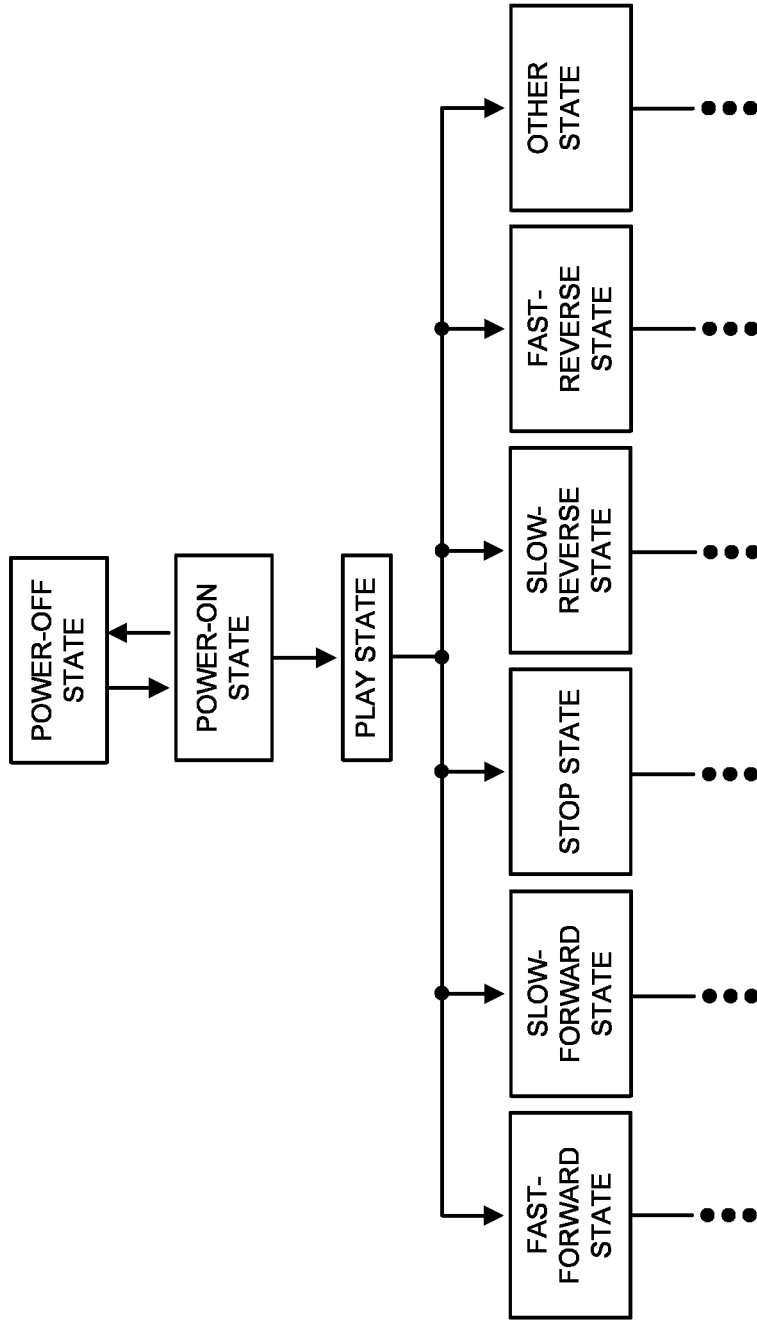 POWER-OFF
STATE
POWER-ON
STATE
PLAY STATE
FAST-
FORWARD
STATE
SLOW-
FORWARD
STATE
STOP STATE
SLOW-
REVERSE
STATE
FAST-
REVERSE
STATE
OTHER
STATE